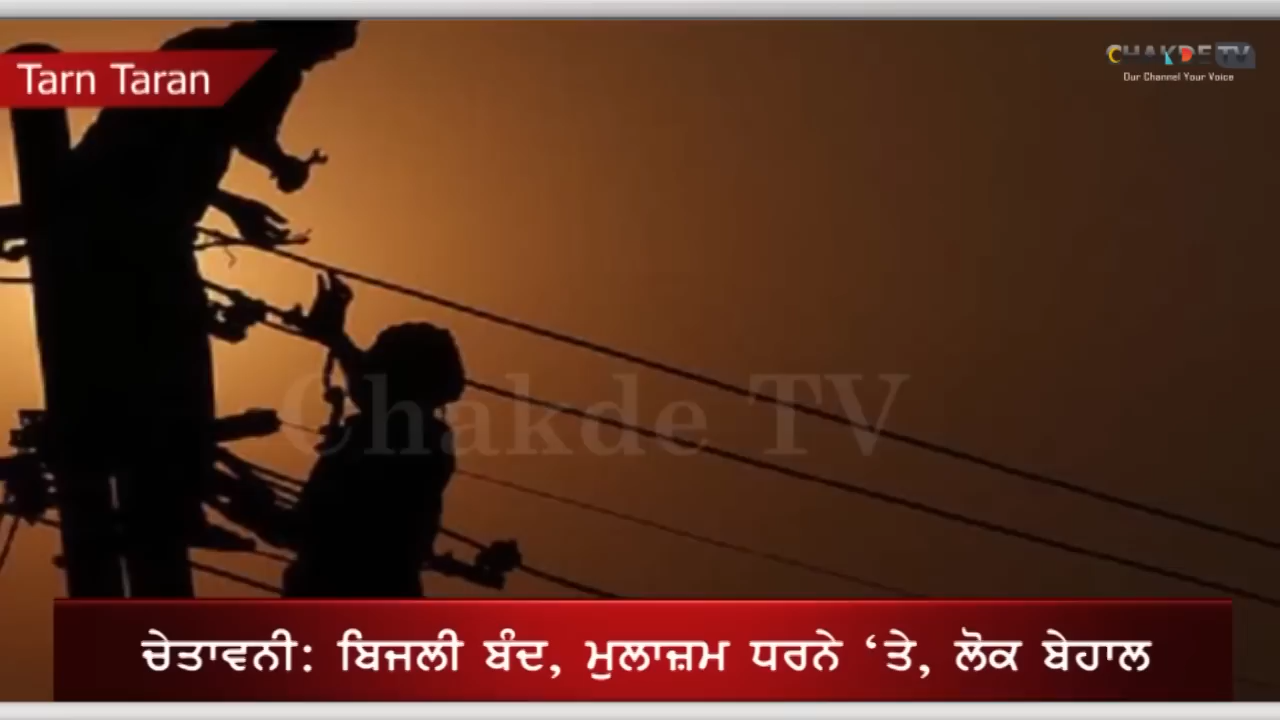 Tarn Taran
CHAKDE TV
Our Channel Your Voice
Chakde TV
ਚੇਤਾਵਨੀ: ਬਿਜਲੀ ਬੰਦ, ਮੁਲਾਜ਼ਮ ਧਰਨੇ ‘ਤੇ, ਲੋਕ ਬੇਹਾਲ